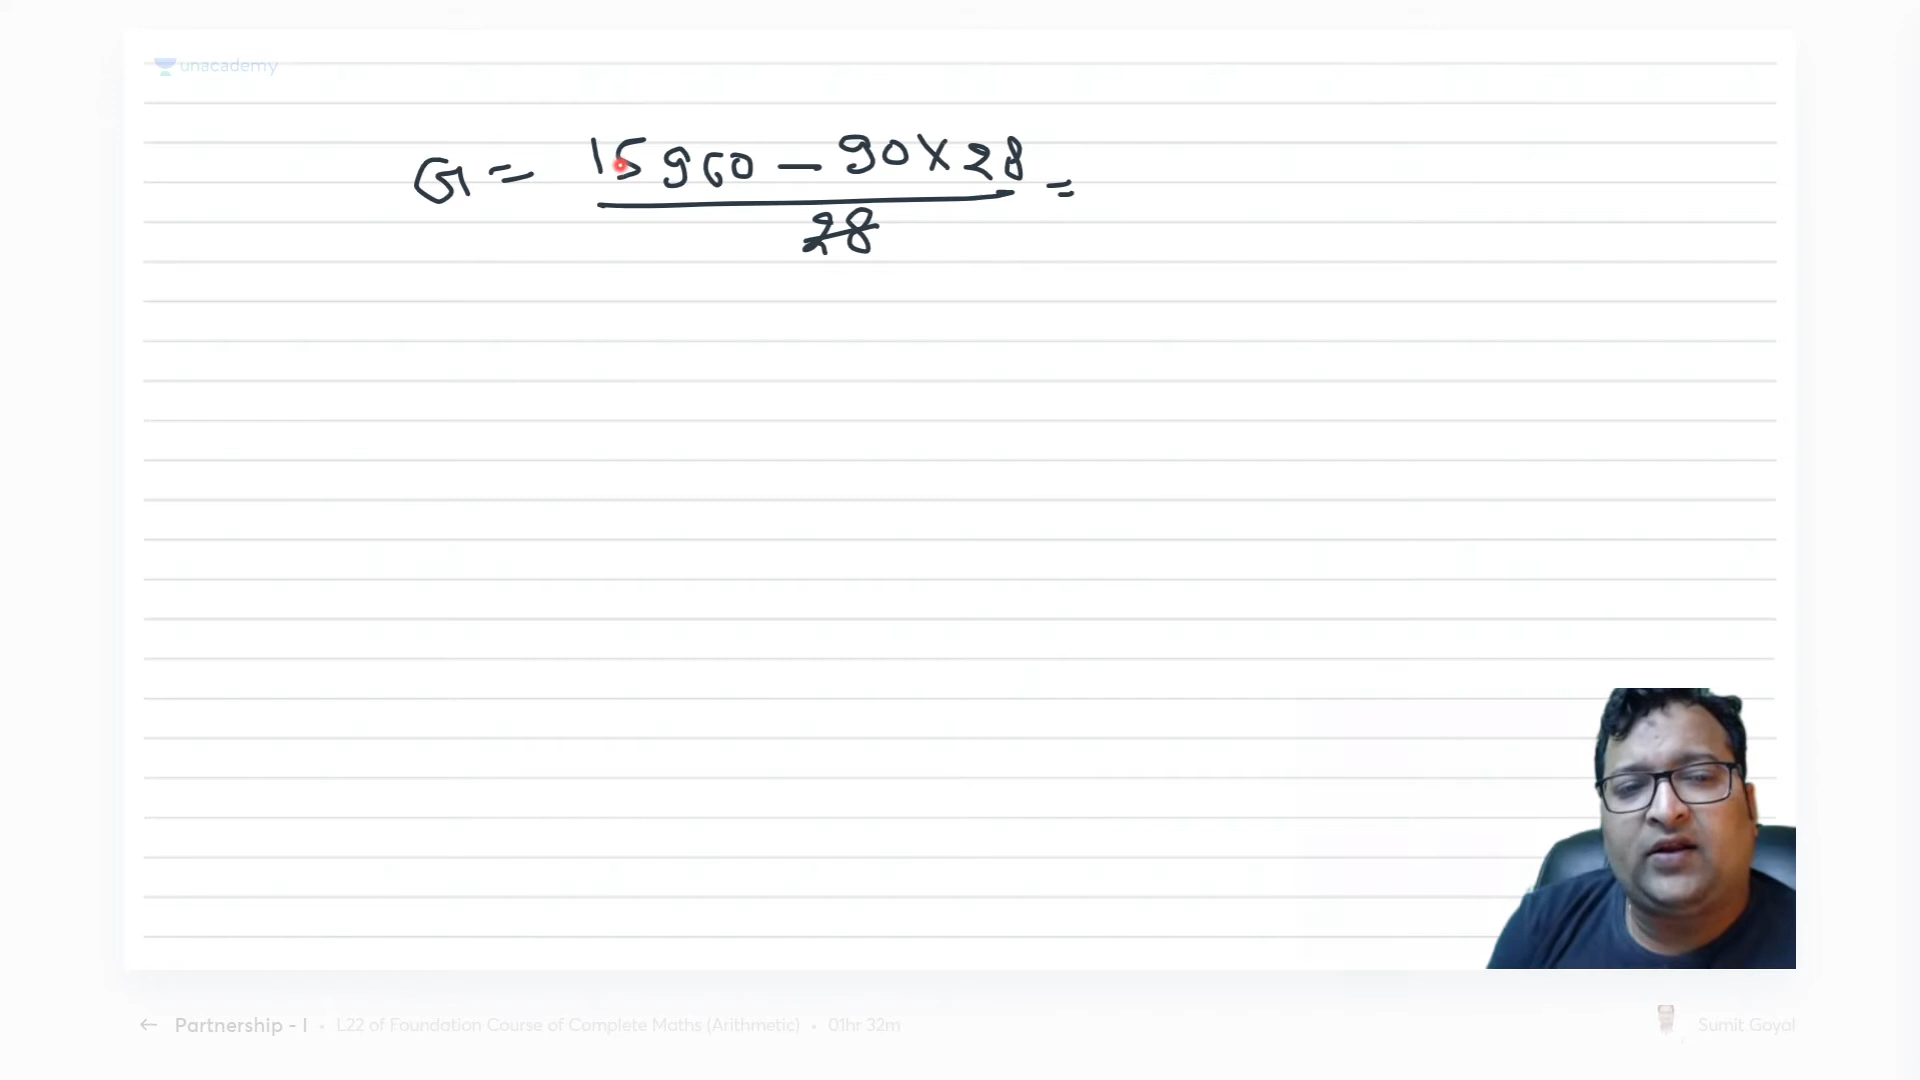 unacademy
G = 15960 - 90 X 28 =
28
Partnership - I • L22 of Foundation Course of Complete Maths (Arithmetic) • 01hr 32m
Sumit Goyal